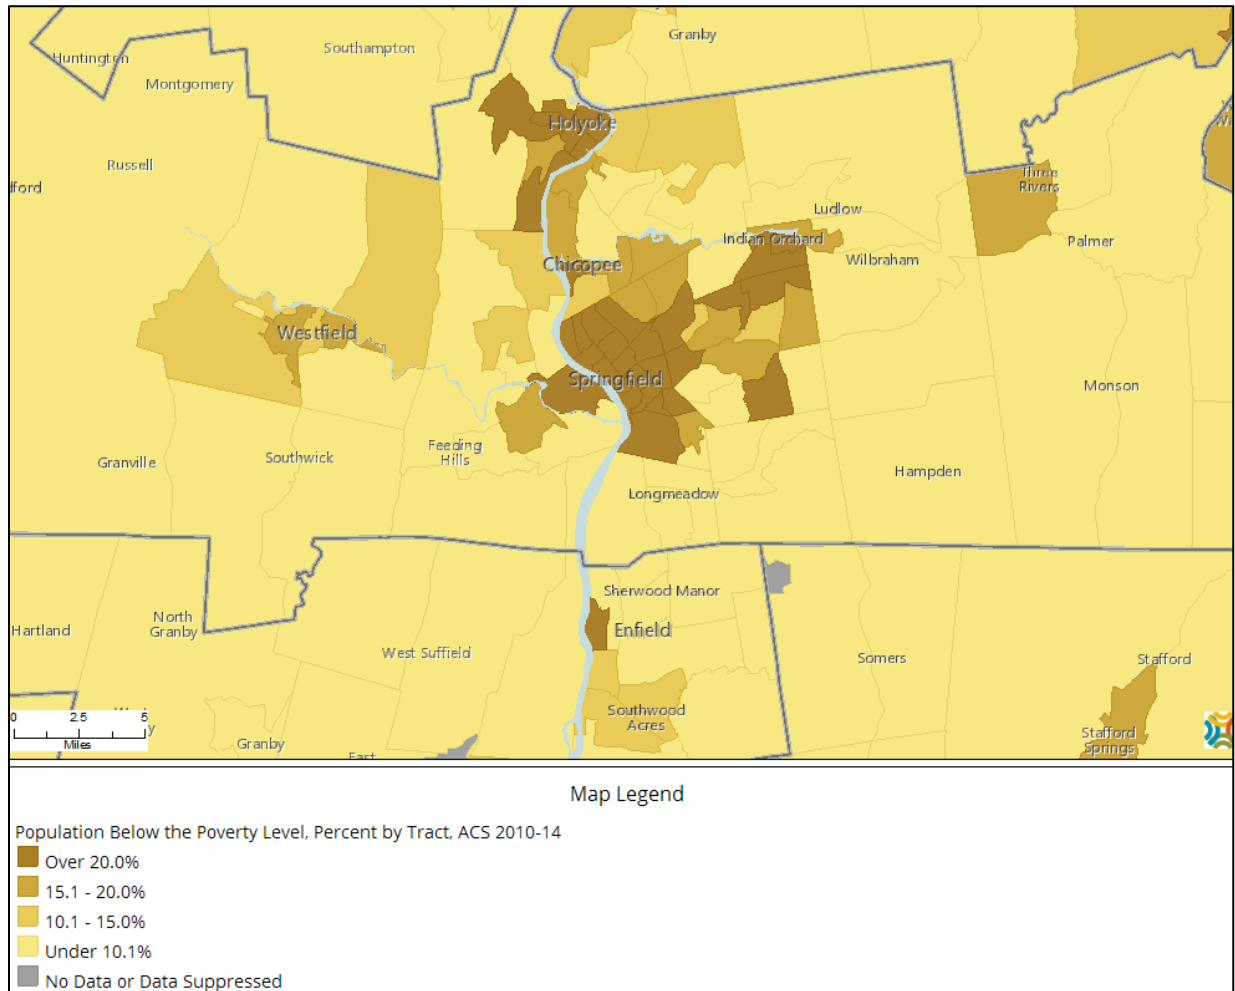 Granby
Southampton
Huntington
Montgomery
Holyoke
Russell
Three
Rivers
Ludlow
Palmer
Indian Orchard
Wilbraham
Chicopee
Westfield
Springfield
Monson
Feeding
Hills
Granville
Southwick
Hampden
Longmeadow
Sherwood Manor
North
Granby
Hartland
Enfield
West Suffield
Somers
Stafford
Southwood
Acres
0 2.5 5
Miles
Granby
Stafford
Springs
East
Map Legend
Population Below the Poverty Level, Percent by Tract, ACS 2010-14
Over 20.0%
15.1 - 20.0%
10.1 - 15.0%
Under 10.1%
No Data or Data Suppressed